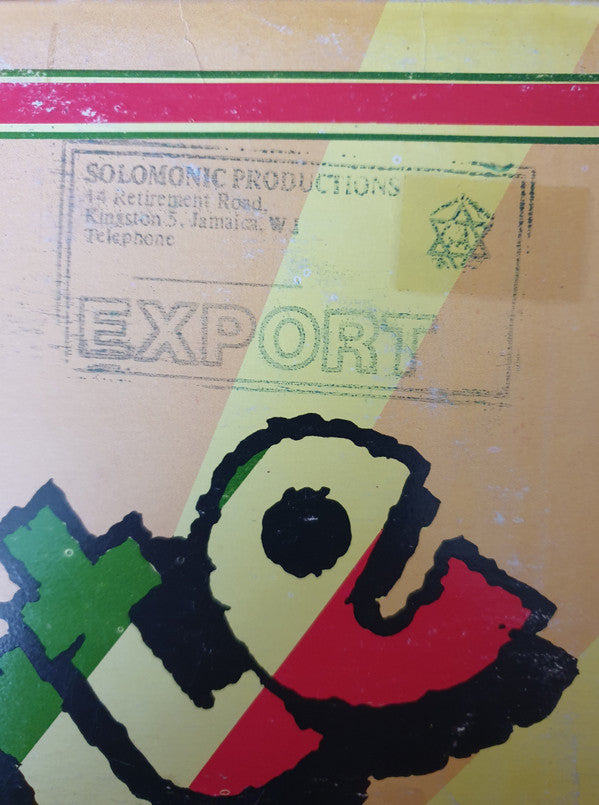 SOLOMONIC PRODUCTIONS
44 Retirement Road,
Kingston 5, Jamaica, W I
Telephone
EXPORT